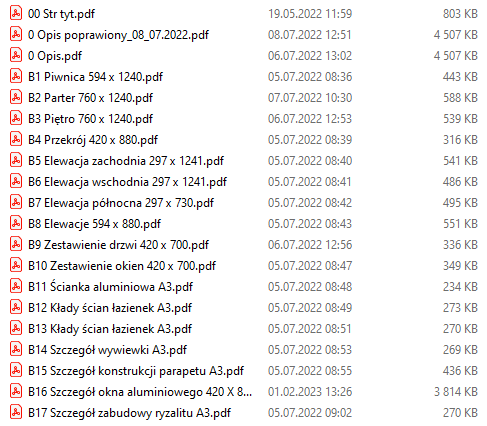 00 Str tyt.pdf 19.05.2022 11:59 803 KB
0 Opis poprawiony_08_07.2022.pdf 08.07.2022 12:51 4 507 KB
0 Opis.pdf 06.07.2022 13:02 4 507 KB
B1 Piwnica 594 x 1240.pdf 05.07.2022 08:36 443 KB
B2 Parter 760 x 1240.pdf 07.07.2022 10:30 588 KB
B3 Piętro 760 x 1240.pdf 06.07.2022 12:53 539 KB
B4 Przekrój 420 x 880.pdf 05.07.2022 08:39 316 KB
B5 Elewacja zachodnia 297 x 1241.pdf 05.07.2022 08:40 541 KB
B6 Elewacja wschodnia 297 x 1241.pdf 05.07.2022 08:41 486 KB
B7 Elewacja północna 297 x 730.pdf 05.07.2022 08:42 495 KB
B8 Elewacje 594 x 880.pdf 05.07.2022 08:43 551 KB
B9 Zestawienie drzwi 420 x 700.pdf 06.07.2022 12:56 336 KB
B10 Zestawienie okien 420 x 700.pdf 05.07.2022 08:47 349 KB
B11 Ścianka aluminiowa A3.pdf 05.07.2022 08:48 234 KB
B12 Kłady ścian łazienek A3.pdf 05.07.2022 08:49 273 KB
B13 Kłady ścian łazienek A3.pdf 05.07.2022 08:51 270 KB
B14 Szczegół wywiewki A3.pdf 05.07.2022 08:53 269 KB
B15 Szczegół konstrukcji parapetu A3.pdf 05.07.2022 08:55 436 KB
B16 Szczegół okna aluminiowego 420 X 8... 01.02.2023 13:26 3 814 KB
B17 Szczegół zabudowy ryzalitu A3.pdf 05.07.2022 09:02 270 KB